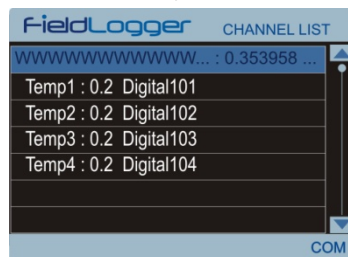 FieldLogger CHANNEL LIST
WWWWWWWWWWWW... : 0.353958 ...
Temp1 : 0.2 Digital101
Temp2 : 0.2 Digital102
Temp3 : 0.2 Digital103
Temp4 : 0.2 Digital104
COM